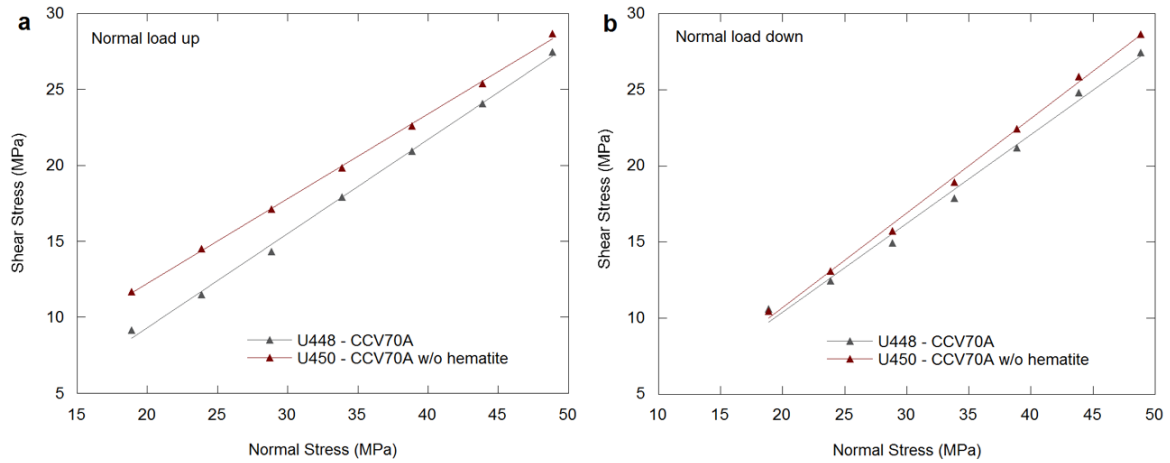 a
Normal load up
30
25
20
15
10
5
Shear Stress (MPa)
U448 - CCV70A
U450 - CCV70A w/o hematite
15 20 25 30 35 40 45 50
Normal Stress (MPa)
b
Normal load down
30
25
20
15
10
5
Shear Stress (MPa)
U448 - CCV70A
U450 - CCV70A w/o hematite
10 15 20 25 30 35 40 45 50
Normal Stress (MPa)